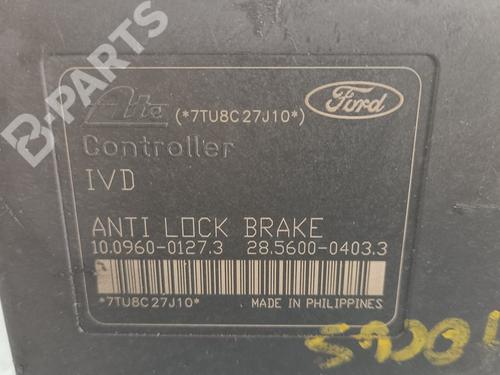 B-PARTS
Ate (*7TU8C27J10*) Ford
Controller
IVD
ANTI LOCK BRAKE
10.0960-0127.3 28.5600-0403.3
*7TU8C27J10* MADE IN PHILIPPINES